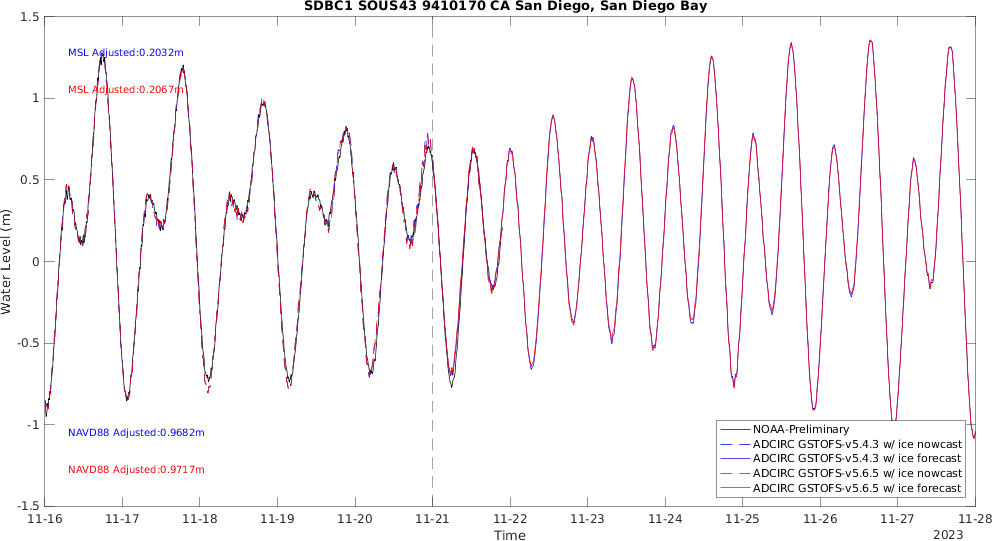 SDBC1 SOUS43 9410170 CA San Diego, San Diego Bay
1.5
MSL Adjusted:0.2032m
MSL Adjusted:0.2067m
1
0.5
0
-0.5
-1
-1.5
Water Level (m)
NAVD88 Adjusted:0.9682m
NAVD88 Adjusted:0.9717m
NOAA-Preliminary
ADCIRC GSTOFS-v5.4.3 w/ ice nowcast
ADCIRC GSTOFS-v5.4.3 w/ ice forecast
ADCIRC GSTOFS-v5.6.5 w/ ice nowcast
ADCIRC GSTOFS-v5.6.5 w/ ice forecast
11-16 11-17 11-18 11-19 11-20 11-21 11-22 11-23 11-24 11-25 11-26 11-27 11-28
Time
2023